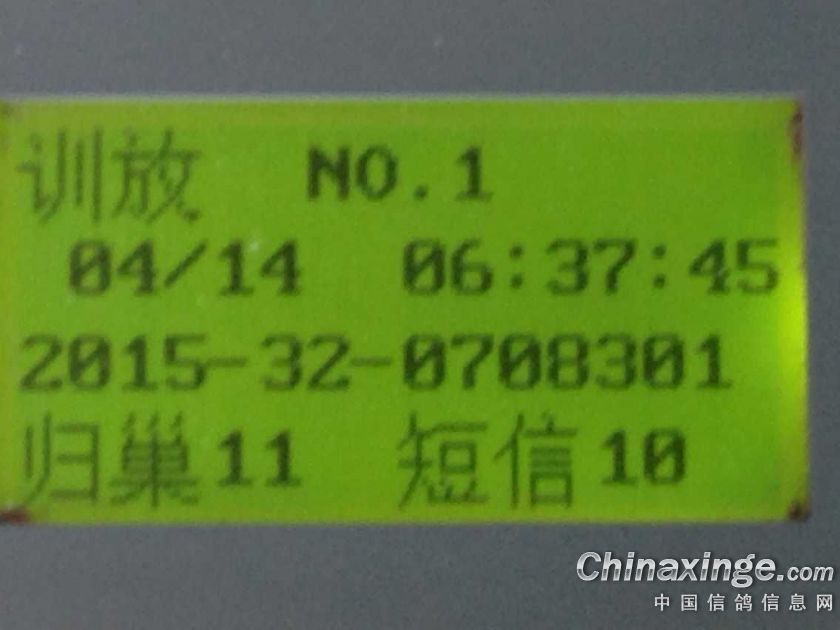 训放 NO.1
04/14 06:37:45
2015-32-0708301
归巢11 短信10
Chinaxinge.com
中国信鸽信息网